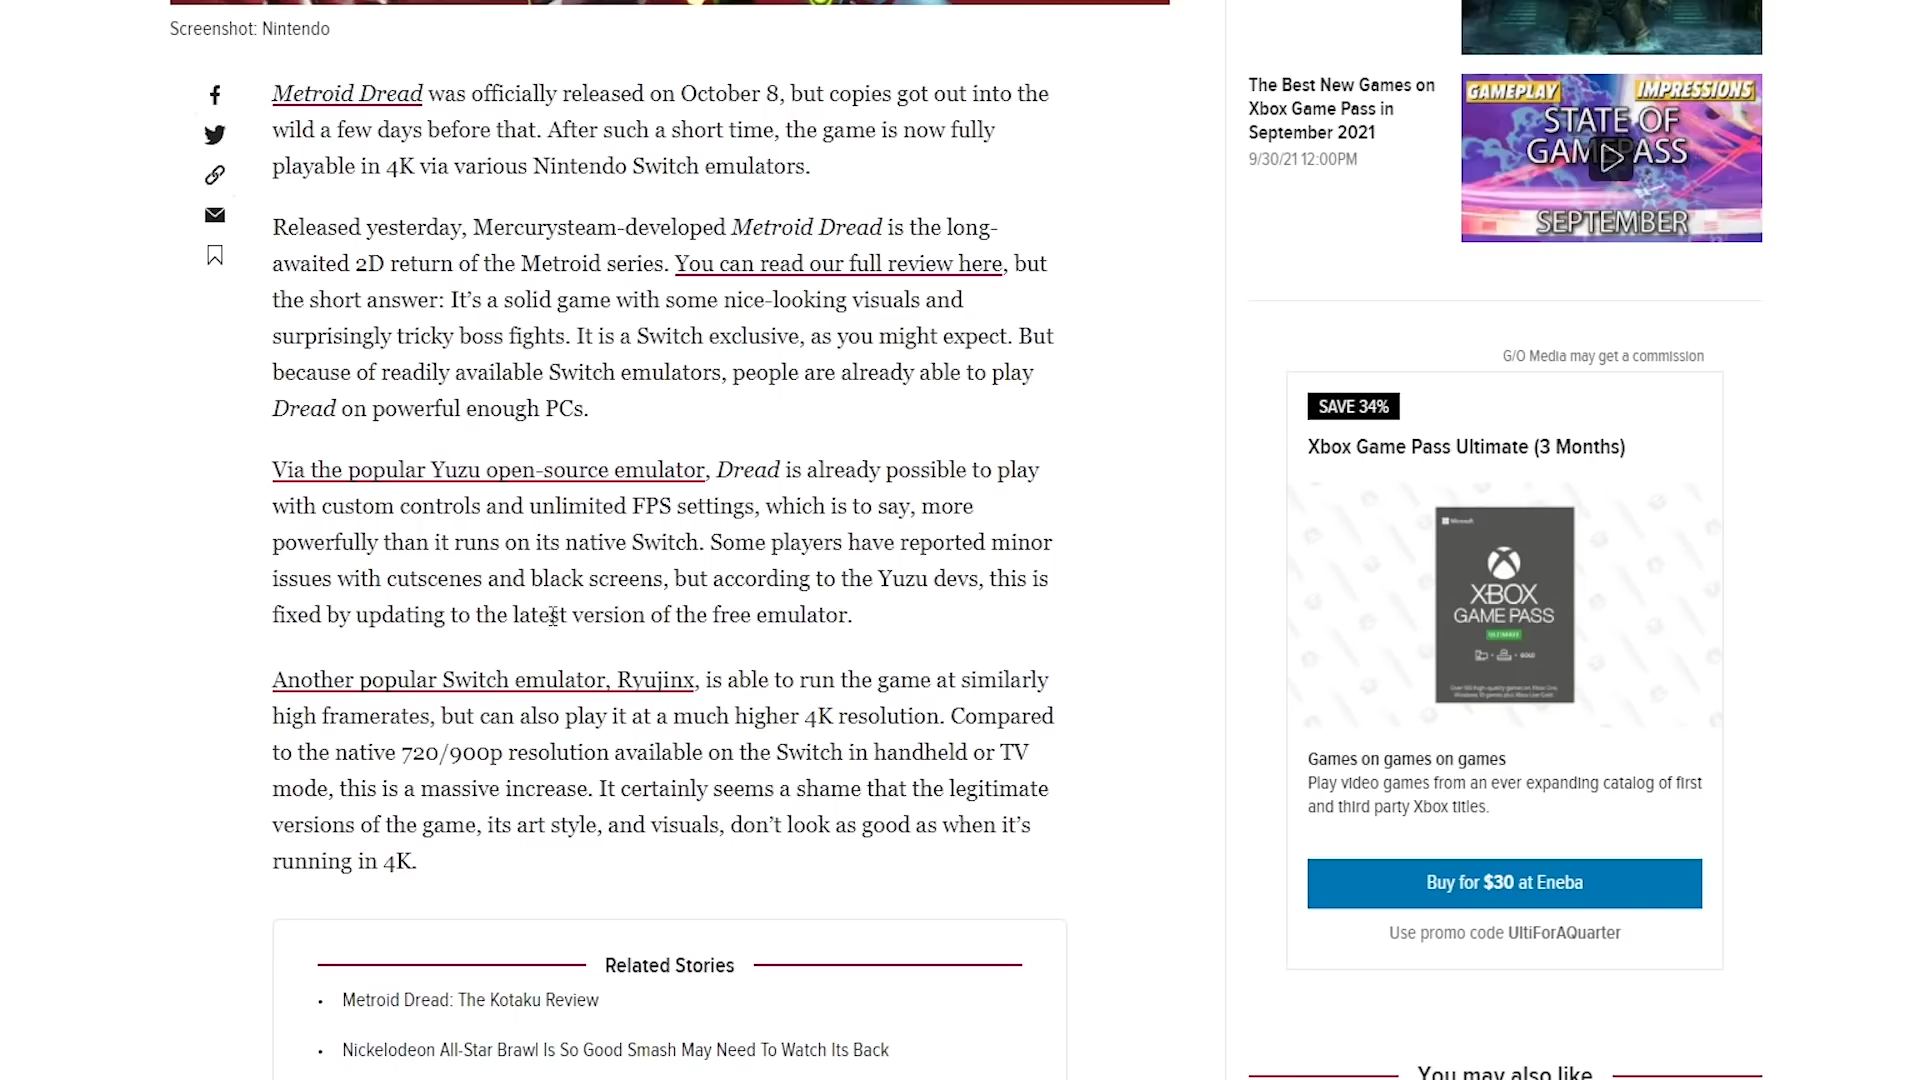 Screenshot: Nintendo
Metroid Dread was officially released on October 8, but copies got out into the
wild a few days before that. After such a short time, the game is now fully
playable in 4K via various Nintendo Switch emulators.
Released yesterday, Mercurysteam-developed Metroid Dread is the long-
awaited 2D return of the Metroid series. You can read our full review here, but
the short answer: It’s a solid game with some nice-looking visuals and
surprisingly tricky boss fights. It is a Switch exclusive, as you might expect. But
because of readily available Switch emulators, people are already able to play
Dread on powerful enough PCs.
Via the popular Yuzu open-source emulator, Dread is already possible to play
with custom controls and unlimited FPS settings, which is to say, more
powerfully than it runs on its native Switch. Some players have reported minor
issues with cutscenes and black screens, but according to the Yuzu devs, this is
fixed by updating to the latest version of the free emulator.
Another popular Switch emulator, Ryujinx, is able to run the game at similarly
high framerates, but can also play it at a much higher 4K resolution. Compared
to the native 720/900p resolution available on the Switch in handheld or TV
mode, this is a massive increase. It certainly seems a shame that the legitimate
versions of the game, its art style, and visuals, don’t look as good as when it’s
running in 4K.
Related Stories
• Metroid Dread: The Kotaku Review
• Nickelodeon All-Star Brawl Is So Good Smash May Need To Watch Its Back
The Best New Games on
Xbox Game Pass in
September 2021
9/30/21 12:00PM
GAMEPLAY IMPRESSIONS
STATE OF
GAME PASS
SEPTEMBER
G/O Media may get a commission
SAVE 34%
Xbox Game Pass Ultimate (3 Months)
Microsoft
XBOX
GAME PASS
ULTIMATE
GOLD
Games on games on games
Play video games from an ever expanding catalog of first
and third party Xbox titles.
Buy for $30 at Eneba
Use promo code UltiForAQuarter
You may also like